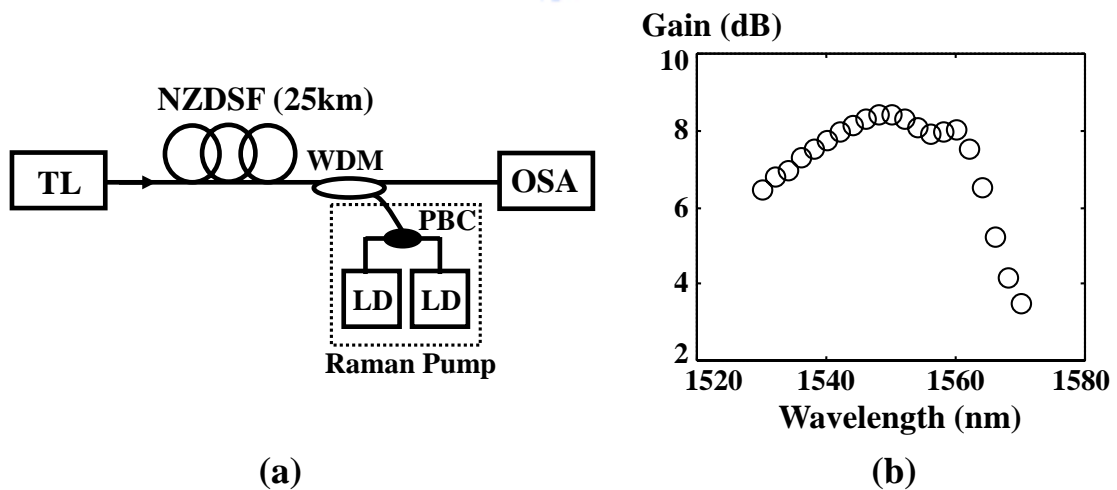 NZDSF (25km)
WDM
TL
OSA
PBC
LD
LD
Raman Pump
(a)
Gain (dB)
10
8
6
4
2
1520
1540
1560
1580
Wavelength (nm)
(b)